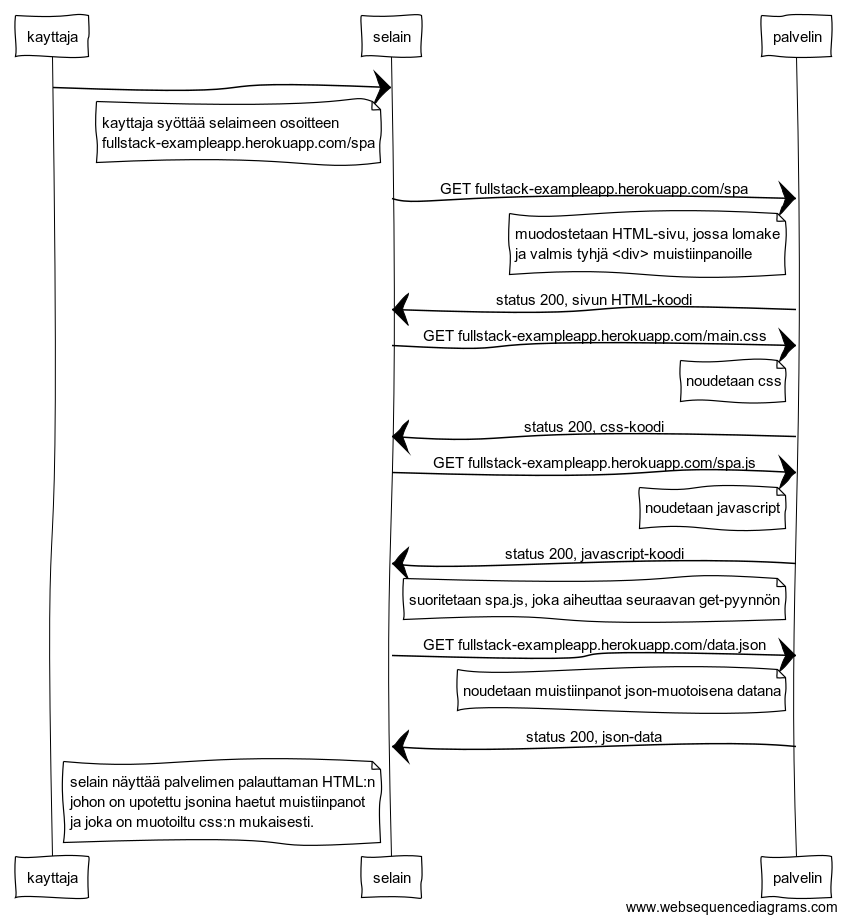 kayttaja
selain
palvelin
kayttaja syöttää selaimeen osoitteen
fullstack-exampleapp.herokuapp.com/spa
GET fullstack-exampleapp.herokuapp.com/spa
muodostetaan HTML-sivu, jossa lomake
ja valmis tyhjä <div> muistiinpanoille
status 200, sivun HTML-koodi
GET fullstack-exampleapp.herokuapp.com/main.css
noudetaan css
status 200, css-koodi
GET fullstack-exampleapp.herokuapp.com/spa.js
noudetaan javascript
status 200, javascript-koodi
suoritetaan spa.js, joka aiheuttaa seuraavan get-pyynnön
GET fullstack-exampleapp.herokuapp.com/data.json
noudetaan muistiinpanot json-muotoisena datana
status 200, json-data
selain näyttää palvelimen palauttaman HTML:n
johon on upotettu jsonina haetut muistiinpanot
ja joka on muotoiltu css:n mukaisesti.
kayttaja
selain
palvelin
www.websequencediagrams.com